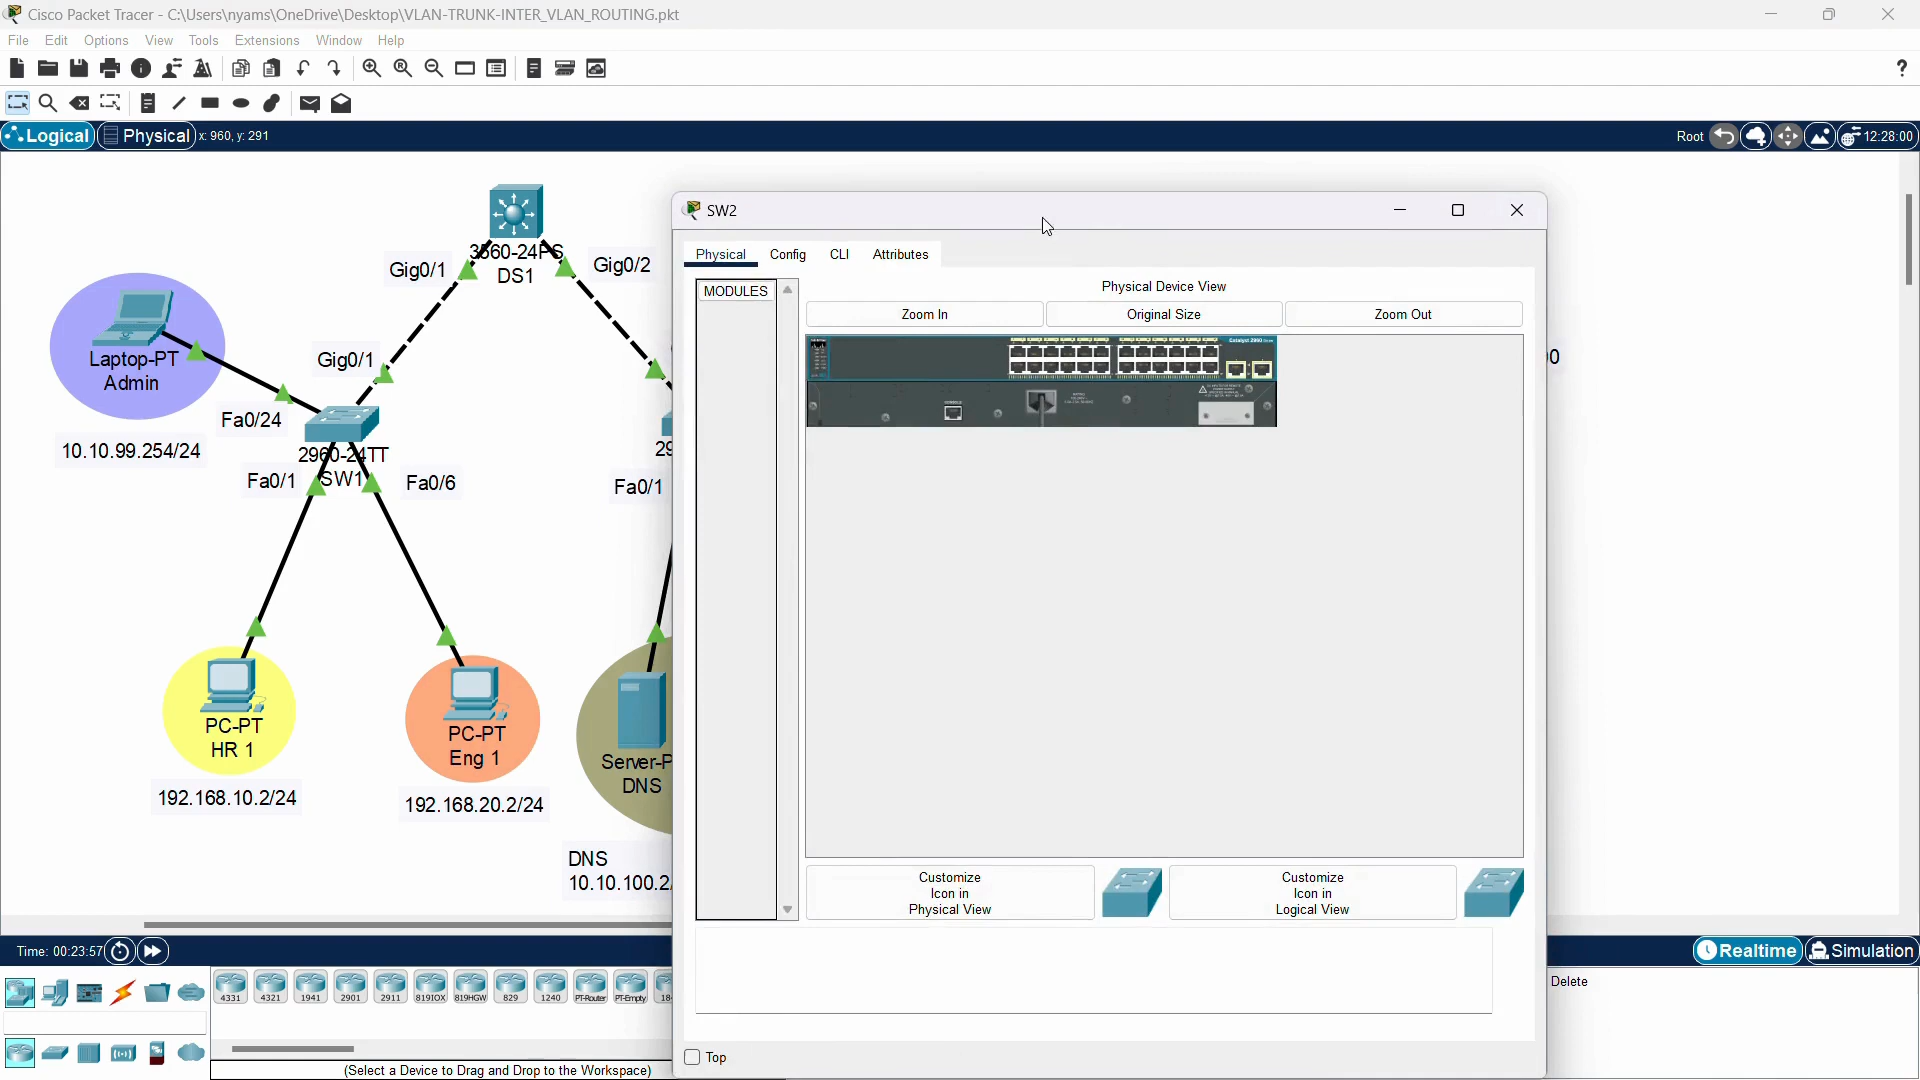 Cisco Packet Tracer - C:\Users\nyams\OneDrive\Desktop\VLAN-TRUNK-INTER_VLAN_ROUTING.pkt
File Edit Options View Tools Extensions Window Help
?
Logical Physical x: 960, y: 291 Root 12:28:00
3560-24PS
DS1
Gig0/1
Gig0/2
Gig0/1
Laptop-PT
Admin
10.10.99.254/24
Fa0/24
2960-24TT
SW1
Fa0/1
Fa0/6
29
Fa0/1
PC-PT
HR 1
192.168.10.2/24
PC-PT
Eng 1
192.168.20.2/24
Server-P
DNS
DNS
10.10.100.2/
SW2
Physical Config CLI Attributes
MODULES
Physical Device View
Zoom In Original Size Zoom Out
Customize
Icon in
Physical View
Customize
Icon in
Logical View
Top
Time: 00:23:57
Realtime Simulation
4331 4321 1941 2901 2911 819IOX 819HGW 829 1240 PT-Router PT-Empty 18
(Select a Device to Drag and Drop to the Workspace)
Delete